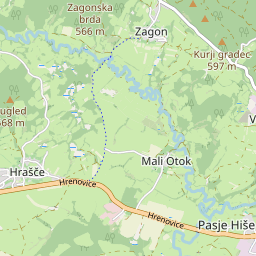 Zagonska
brda
566 m
Zagon
Kurji gradec
597 m
ugled
68 m
V
Mali Otok
Hrašče
Hrenovice
Hrenovice
Pasje Hiše